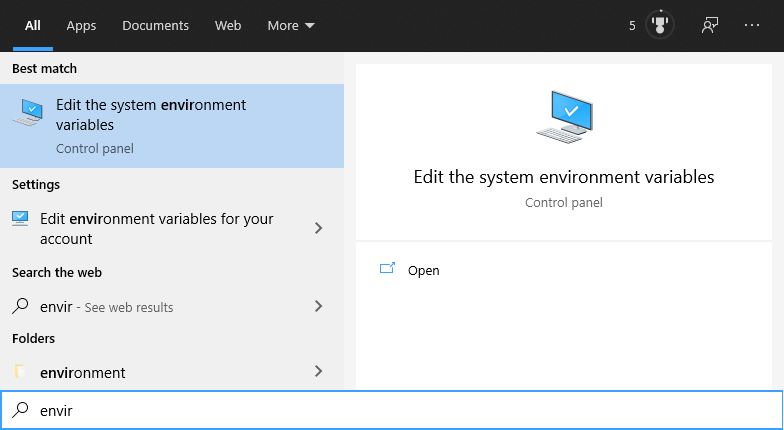 All Apps Documents Web More 5 ...
Best match
Edit the system environment
variables
Control panel
Settings
Edit environment variables for your
account
Search the web
envir - See web results
Folders
environment
envir
Edit the system environment variables
Control panel
Open